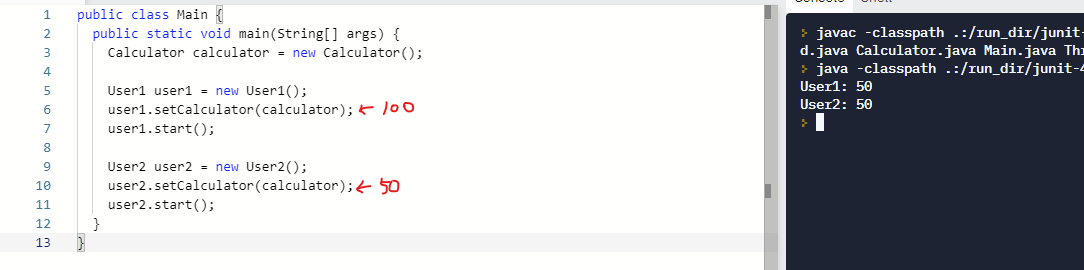 Console Shell
1 public class Main {
2 public static void main(String[] args) {
3 Calculator calculator = new Calculator();
4
5 User1 user1 = new User1();
6 user1.setCalculator(calculator); ← 100
7 user1.start();
8
9 User2 user2 = new User2();
10 user2.setCalculator(calculator); ← 50
11 user2.start();
12 }
13 }
> javac -classpath .:/run_dir/junit-
d.java Calculator.java Main.java Thr
> java -classpath .:/run_dir/junit-4
User1: 50
User2: 50
>